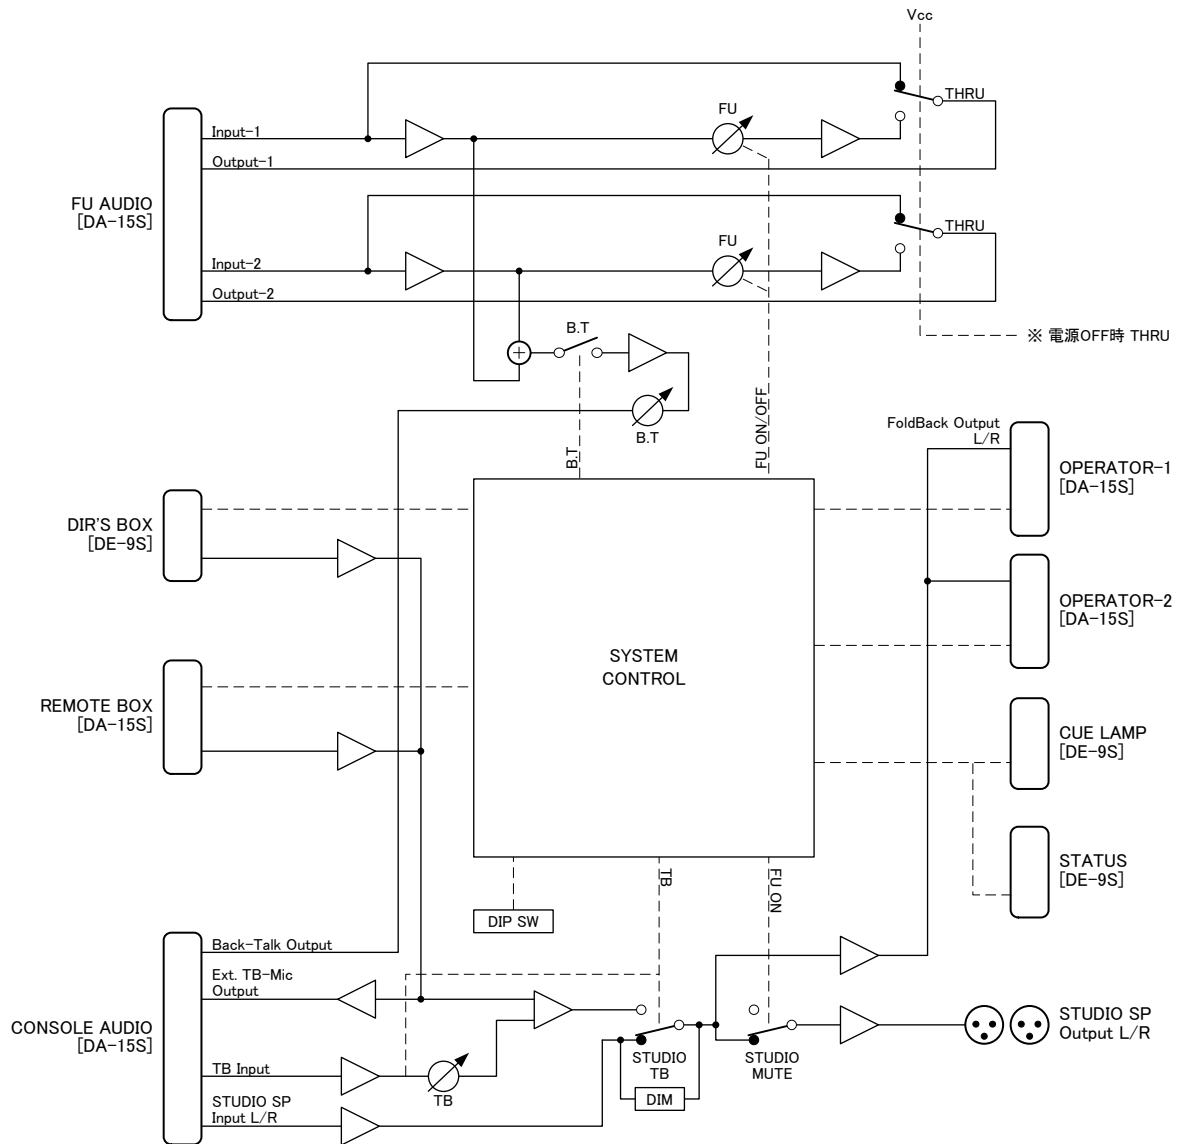 Vcc
THRU
FU
Input-1
Output-1
FU AUDIO
[DA-15S]
THRU
FU
Input-2
Output-2
B.T
※ 電源OFF時 THRU
B.T
B.T
FU ON/OFF
FoldBack Output
L/R
OPERATOR-1
[DA-15S]
DIR'S BOX
[DE-9S]
OPERATOR-2
[DA-15S]
SYSTEM
CONTROL
REMOTE BOX
[DA-15S]
CUE LAMP
[DE-9S]
STATUS
[DE-9S]
TB
FU ON
DIP SW
Back-Talk Output
Ext. TB-Mic
Output
CONSOLE AUDIO
[DA-15S]
STUDIO SP
Output L/R
TB Input
TB
STUDIO
TB
STUDIO
MUTE
DIM
STUDIO SP
Input L/R